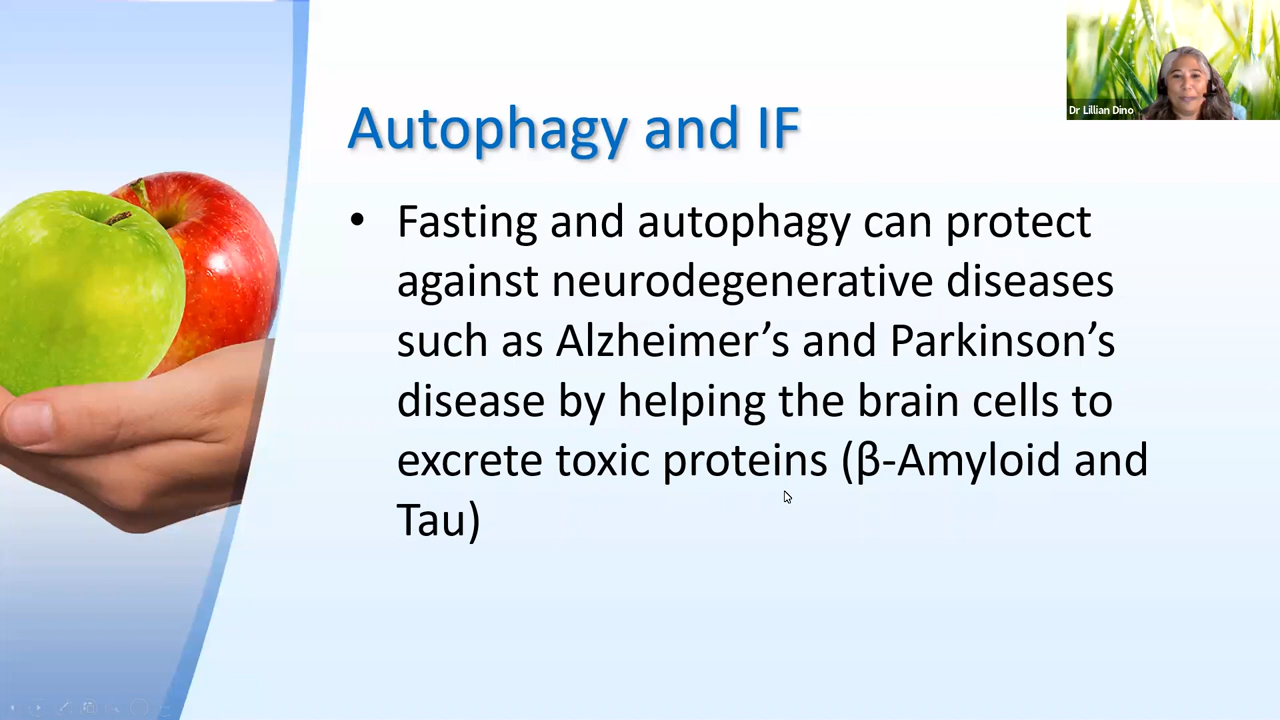 Dr Lillian Dino
Autophagy and IF
• Fasting and autophagy can protect
against neurodegenerative diseases
such as Alzheimer’s and Parkinson’s
disease by helping the brain cells to
excrete toxic proteins (β-Amyloid and
Tau)